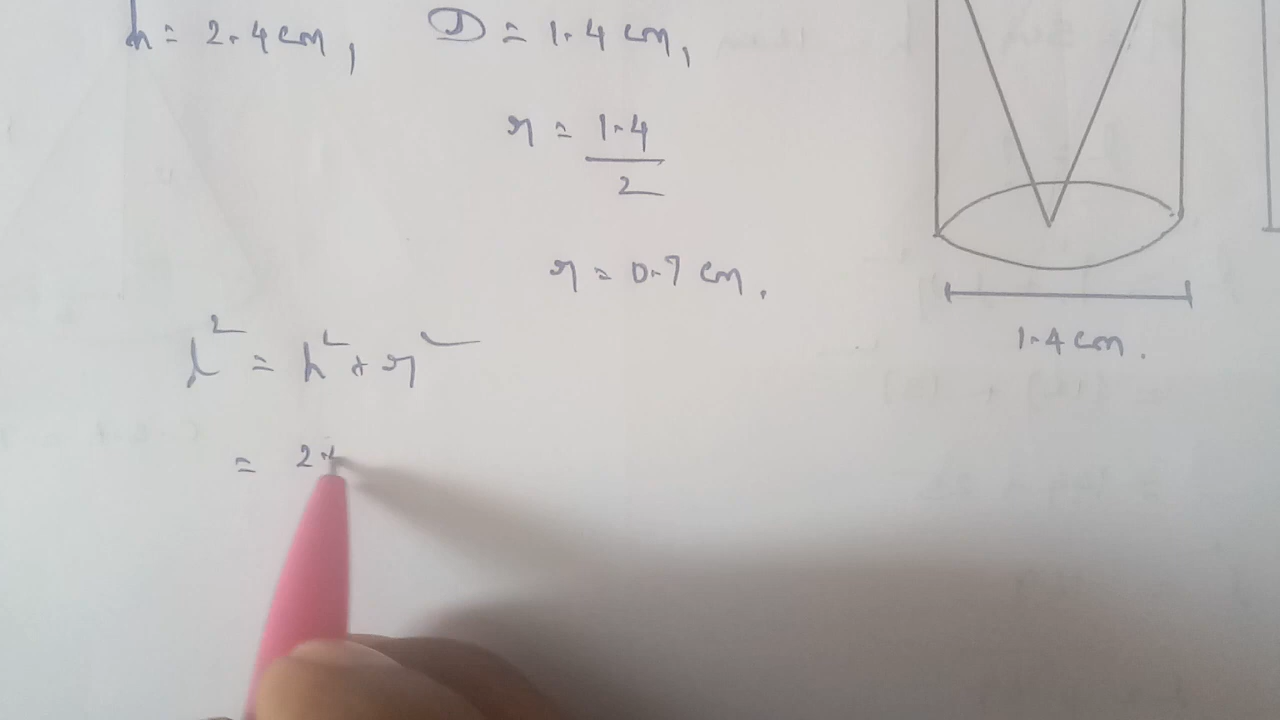 h = 2.4 cm, D = 1.4 cm,
r = 1.4
2
r = 0.7 cm.
1.4 cm.
l² = h² + r²
= 2.4